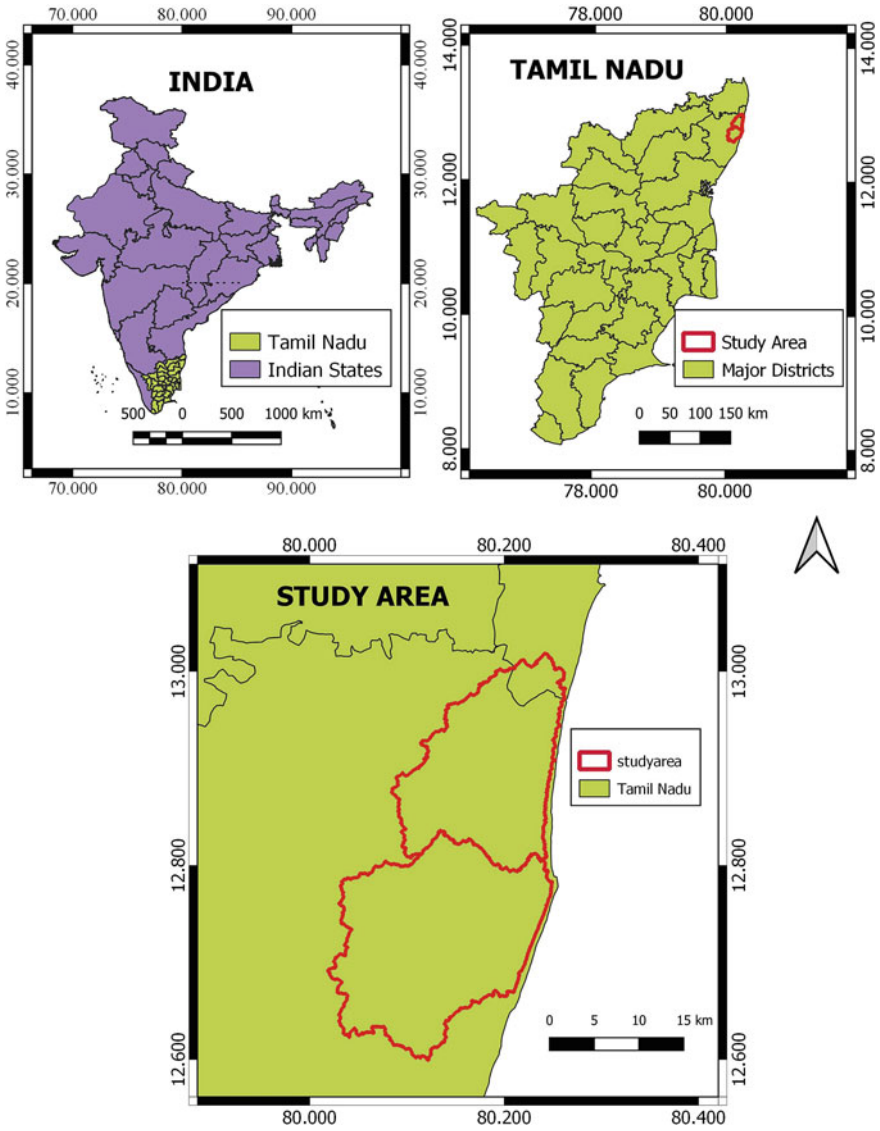 70.000 80.000 90.000
INDIA
40.000
40.000
30.000
30.000
20.000
20.000
10.000
10.000
Tamil Nadu
Indian States
500 0 500 1000 km
70.000 80.000 90.000
78.000 80.000
TAMIL NADU
14.000
14.000
12.000
12.000
10.000
10.000
8.000
8.000
Study Area
Major Districts
0 50 100 150 km
78.000 80.000
80.000 80.200 80.400
STUDY AREA
13.000
13.000
12.800
12.800
12.600
12.600
studyarea
Tamil Nadu
0 5 10 15 km
80.000 80.200 80.400